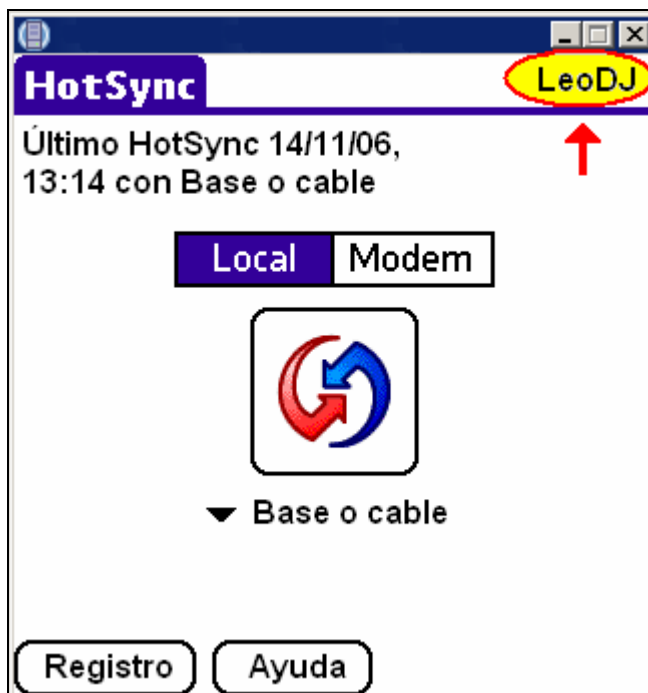 HotSync
LeoDJ
Último HotSync 14/11/06,
13:14 con Base o cable
Local
Modem
Base o cable
Registro
Ayuda